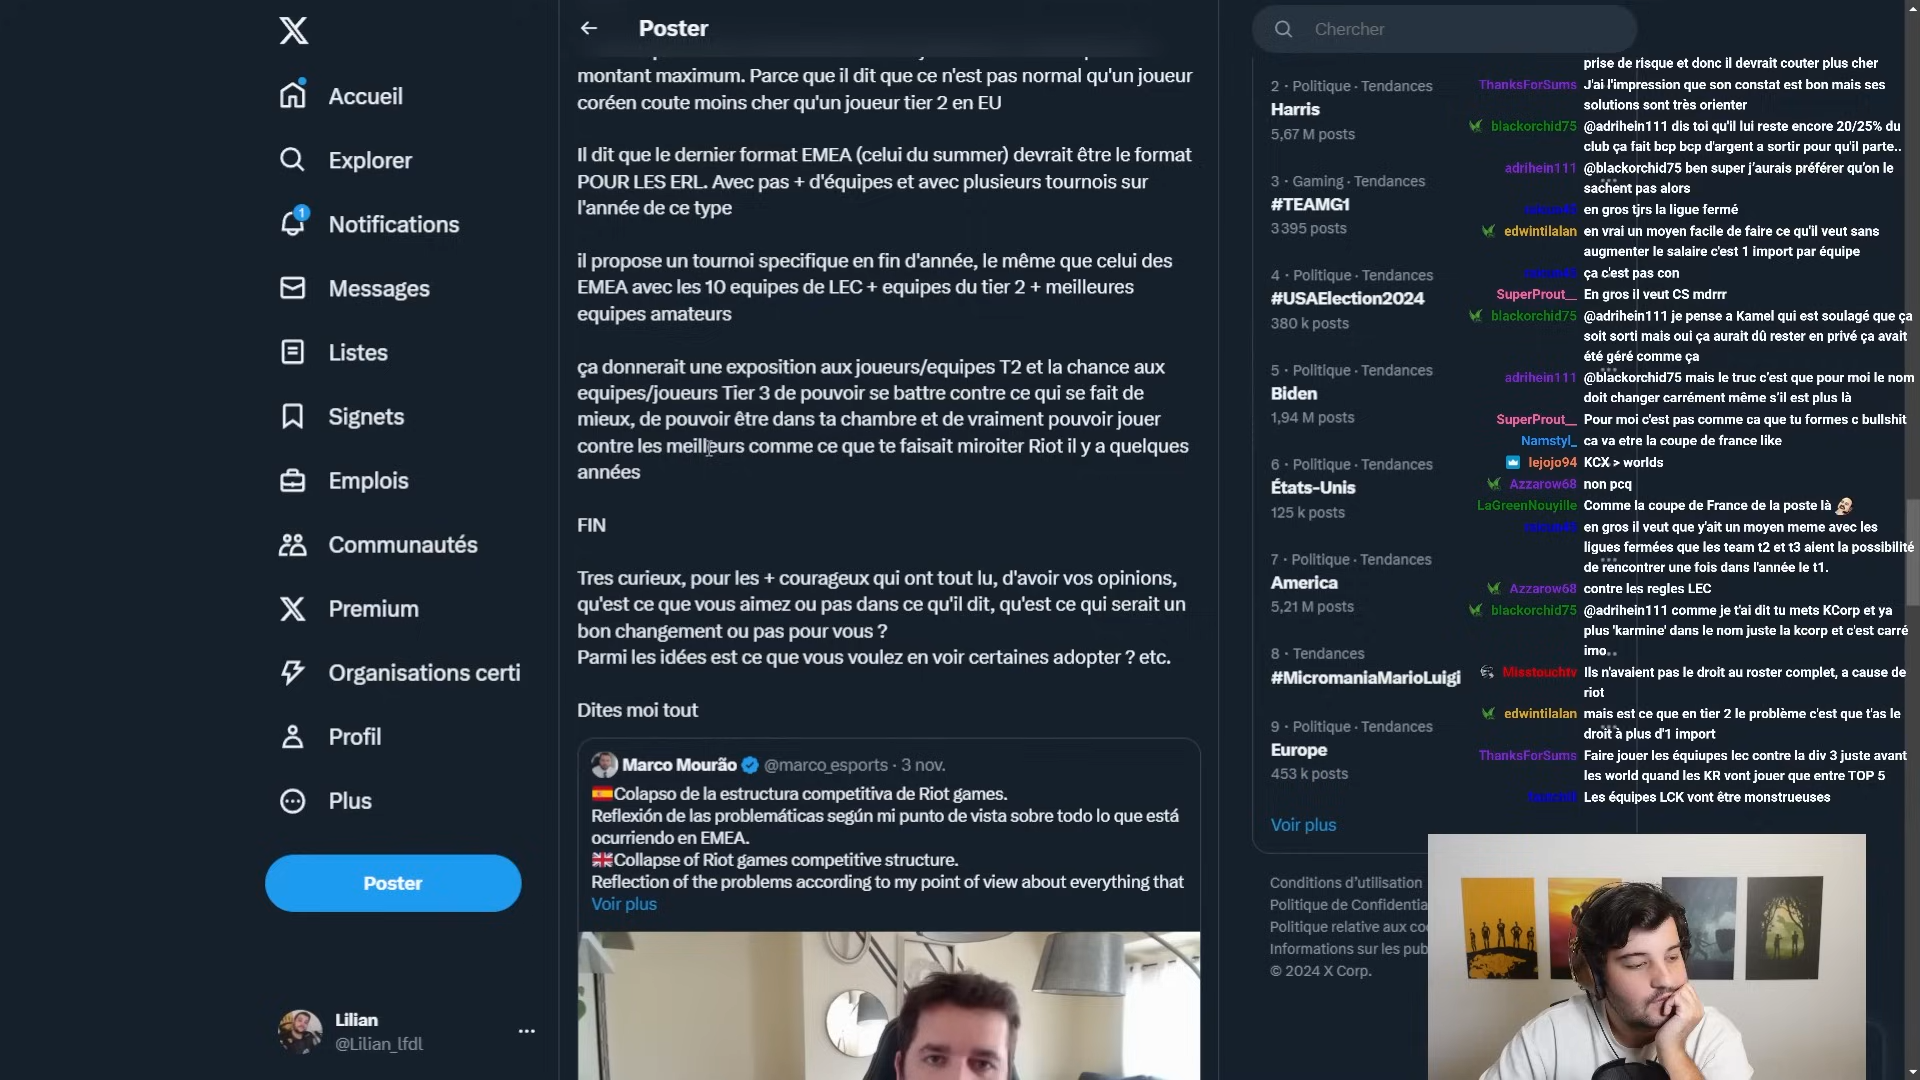 Accueil
Explorer
1
Notifications
Messages
Listes
Signets
Emplois
Communautés
Premium
Organisations certi
Profil
Plus
Poster
Lilian
@Lilian_lfdl
Poster
montant maximum. Parce que il dit que ce n'est pas normal qu'un joueur
coréen coute moins cher qu'un joueur tier 2 en EU
Il dit que le dernier format EMEA (celui du summer) devrait être le format
POUR LES ERL. Avec pas + d'équipes et avec plusieurs tournois sur
l'année de ce type
il propose un tournoi specifique en fin d'année, le même que celui des
EMEA avec les 10 equipes de LEC + equipes du tier 2 + meilleures
equipes amateurs
ça donnerait une exposition aux joueurs/equipes T2 et la chance aux
equipes/joueurs Tier 3 de pouvoir se battre contre ce qui se fait de
mieux, de pouvoir être dans ta chambre et de vraiment pouvoir jouer
contre les meilleurs comme ce que te faisait miroiter Riot il y a quelques
années
FIN
Tres curieux, pour les + courageux qui ont tout lu, d'avoir vos opinions,
qu'est ce que vous aimez ou pas dans ce qu'il dit, qu'est ce qui serait un
bon changement ou pas pour vous ?
Parmi les idées est ce que vous voulez en voir certaines adopter ? etc.
Dites moi tout
Marco Mourão @marco_esports · 3 nov.
Colapso de la estructura competitiva de Riot games.
Reflexión de las problemáticas según mi punto de vista sobre todo lo que está
ocurriendo en EMEA.
Collapse of Riot games competitive structure.
Reflection of the problems according to my point of view about everything that
Voir plus
Chercher
2 · Politique · Tendances
Harris
5,67 M posts
3 · Gaming · Tendances
#TEAMG1
3 395 posts
4 · Politique · Tendances
#USAElection2024
380 k posts
5 · Politique · Tendances
Biden
1,94 M posts
6 · Politique · Tendances
États-Unis
125 k posts
7 · Politique · Tendances
America
5,21 M posts
8 · Tendances
#MicromaniaMarioLuigi
9 · Politique · Tendances
Europe
453 k posts
Voir plus
Conditions d'utilisation
Politique de Confidentia
Politique relative aux co
Informations sur les pub
© 2024 X Corp.
prise de risque et donc il devrait couter plus cher
ThanksForSums J'ai l'impression que son constat est bon mais ses
solutions sont très orienter
blackorchid75 @adrihein111 dis toi qu'il lui reste encore 20/25% du
club ça fait bcp bcp d'argent a sortir pour qu'il parte..
adrihein111 @blackorchid75 ben super j'aurais préférer qu'on le
sachent pas alors
en gros tjrs la ligue fermé
edwintilalan en vrai un moyen facile de faire ce qu'il veut sans
augmenter le salaire c'est 1 import par équipe
ça c'est pas con
SuperProut__ En gros il veut CS mdrrr
blackorchid75 @adrihein111 je pense a Kamel qui est soulagé que ça
soit sorti mais oui ça aurait dû rester en privé ça avait
été géré comme ça
adrihein111 @blackorchid75 mais le truc c'est que pour moi le nom
doit changer carrément même s'il est plus là
SuperProut__ Pour moi c'est pas comme ca que tu formes c bullshit
Namstyl_ ca va etre la coupe de france like
lejojo94 KCX > worlds
Azzarow68 non pcq
LaGreenNouyille Comme la coupe de France de la poste là
en gros il veut que y'ait un moyen meme avec les
ligues fermées que les team t2 et t3 aient la possibilité
de rencontrer une fois dans l'année le t1.
Azzarow68 contre les regles LEC
blackorchid75 @adrihein111 comme je t'ai dit tu mets KCorp et ya
plus 'karmine' dans le nom juste la kcorp et c'est carré
imo
Misstouchtv Ils n'avaient pas le droit au roster complet, a cause de
riot
edwintilalan mais est ce que en tier 2 le problème c'est que t'as le
droit à plus d'1 import
ThanksForSums Faire jouer les équiupes lec contre la div 3 juste avant
les world quand les KR vont jouer que entre TOP 5
Les équipes LCK vont être monstrueuses